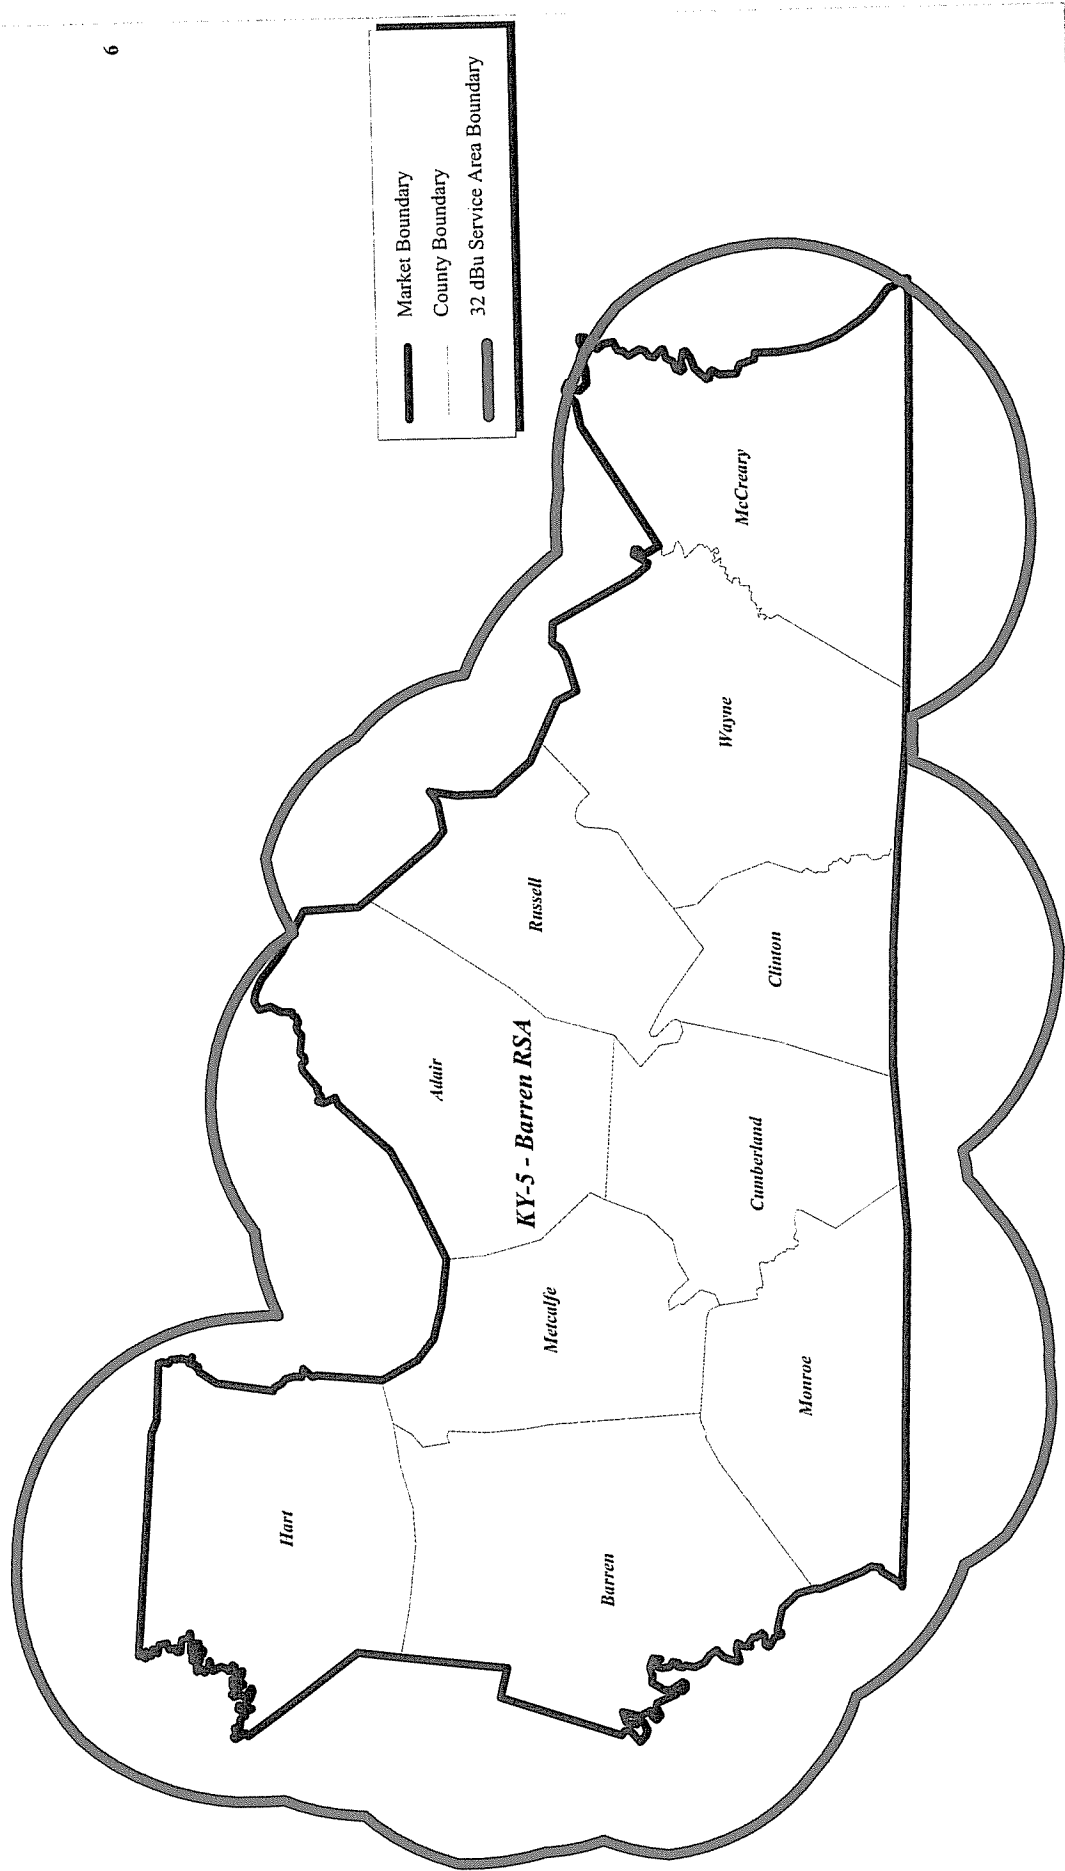 6
Market Boundary
County Boundary
32 dBu Service Area Boundary
Hart
Barren
Metcalfe
Monroe
Adair
KY-5 - Barren RSA
Cumberland
Russell
Clinton
Wayne
McCreary